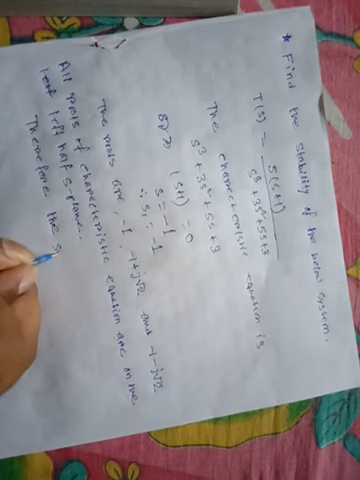 * Find the stability of the below system.
T(s) = 5(s+1)
s³+3s²+5s+3
The characteristic equation is
s³+3s²+5s+3
(s+1) = 0
s = -1
∴ s₁ = -1
The roots are, -1, -1+j√2 and -1-j√2
All roots of characteristic equation are on the
left half s-plane.
Therefore the s